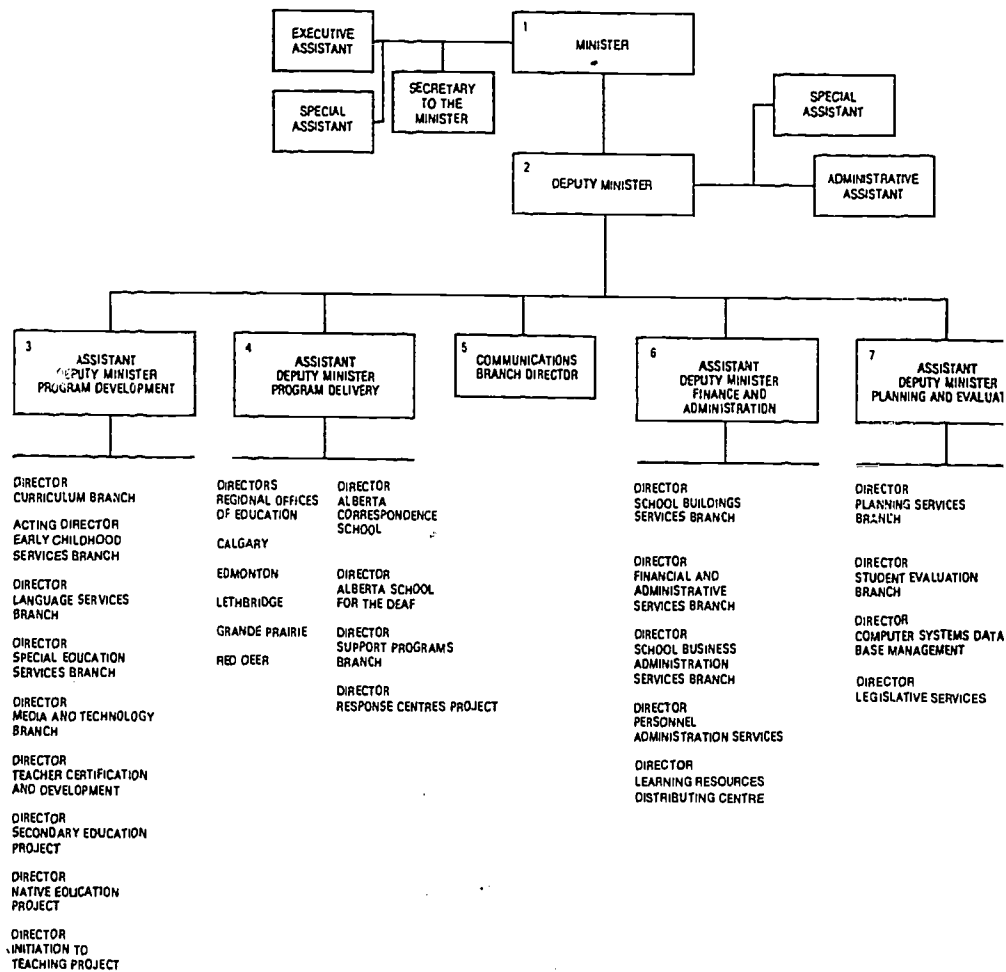 EXECUTIVE
ASSISTANT
1
MINISTER
SECRETARY
TO THE
MINISTER
SPECIAL
ASSISTANT
SPECIAL
ASSISTANT
2
DEPUTY MINISTER
ADMINISTRATIVE
ASSISTANT
3
ASSISTANT
DEPUTY MINISTER
PROGRAM DEVELOPMENT
4
ASSISTANT
DEPUTY MINISTER
PROGRAM DELIVERY
5
COMMUNICATIONS
BRANCH DIRECTOR
6
ASSISTANT
DEPUTY MINISTER
FINANCE AND
ADMINISTRATION
7
ASSISTANT
DEPUTY MINISTER
PLANNING AND EVALUAT
DIRECTOR
CURRICULUM BRANCH
ACTING DIRECTOR
EARLY CHILDHOOD
SERVICES BRANCH
DIRECTOR
LANGUAGE SERVICES
BRANCH
DIRECTOR
SPECIAL EDUCATION
SERVICES BRANCH
DIRECTOR
MEDIA AND TECHNOLOGY
BRANCH
DIRECTOR
TEACHER CERTIFICATION
AND DEVELOPMENT
DIRECTOR
SECONDARY EDUCATION
PROJECT
DIRECTOR
NATIVE EDUCATION
PROJECT
DIRECTOR
INITIATION TO
TEACHING PROJECT
DIRECTORS
REGIONAL OFFICES
OF EDUCATION
CALGARY
EDMONTON
LETHBRIDGE
GRANDE PRAIRIE
RED DEER
DIRECTOR
ALBERTA
CORRESPONDENCE
SCHOOL
DIRECTOR
ALBERTA SCHOOL
FOR THE DEAF
DIRECTOR
SUPPORT PROGRAMS
BRANCH
DIRECTOR
RESPONSE CENTRES PROJECT
DIRECTOR
SCHOOL BUILDINGS
SERVICES BRANCH
DIRECTOR
FINANCIAL AND
ADMINISTRATIVE
SERVICES BRANCH
DIRECTOR
SCHOOL BUSINESS
ADMINISTRATION
SERVICES BRANCH
DIRECTOR
PERSONNEL
ADMINISTRATION SERVICES
DIRECTOR
LEARNING RESOURCES
DISTRIBUTING CENTRE
DIRECTOR
PLANNING SERVICES
BRANCH
DIRECTOR
STUDENT EVALUATION
BRANCH
DIRECTOR
COMPUTER SYSTEMS DATA
BASE MANAGEMENT
DIRECTOR
LEGISLATIVE SERVICES